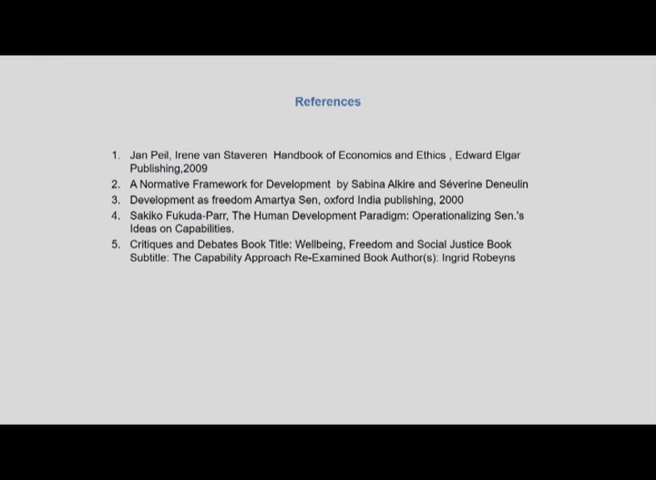 References
1. Jan Peil, Irene van Staveren Handbook of Economics and Ethics , Edward Elgar
Publishing,2009
2. A Normative Framework for Development by Sabina Alkire and Séverine Deneulin
3. Development as freedom Amartya Sen, oxford India publishing, 2000
4. Sakiko Fukuda-Parr, The Human Development Paradigm: Operationalizing Sen.'s
Ideas on Capabilities.
5. Critiques and Debates Book Title: Wellbeing, Freedom and Social Justice Book
Subtitle: The Capability Approach Re-Examined Book Author(s): Ingrid Robeyns